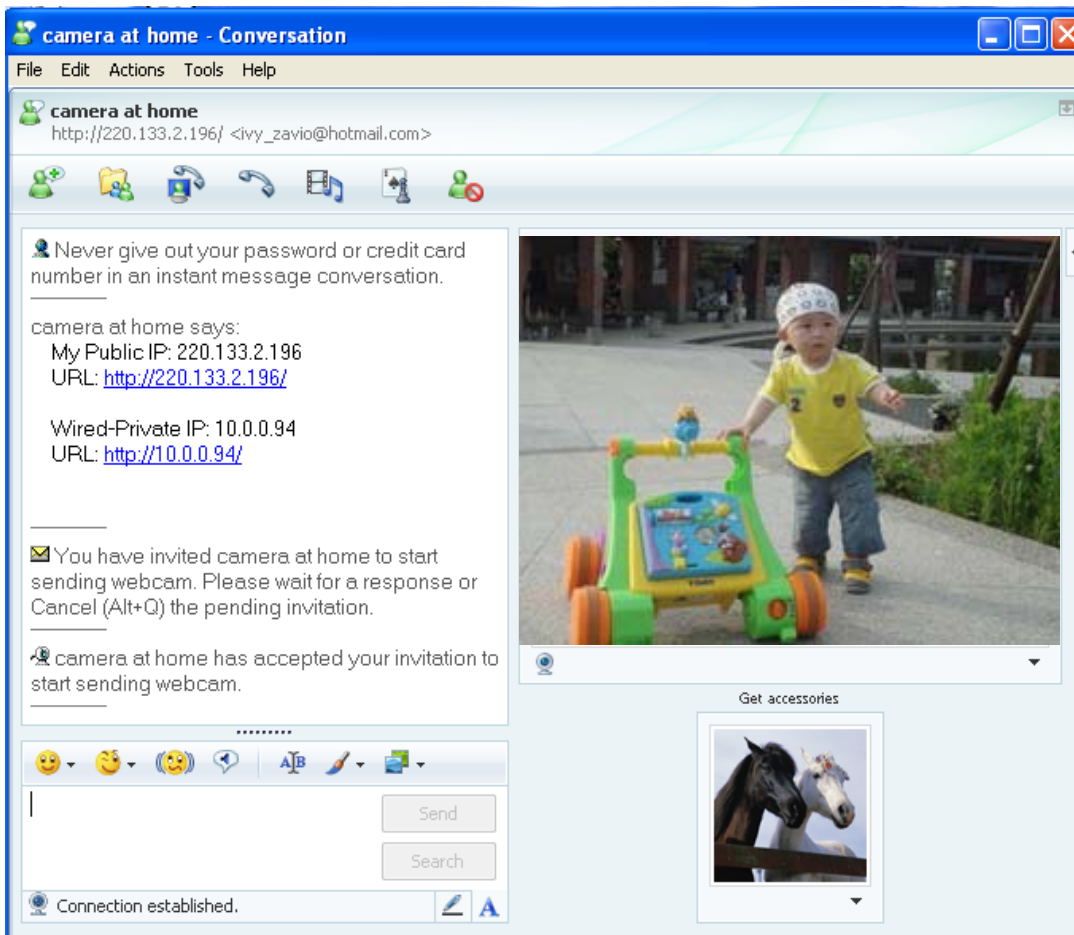 camera at home - Conversation
File Edit Actions Tools Help
camera at home
http://220.133.2.196/ <ivy_zavio@hotmail.com>
Never give out your password or credit card
number in an instant message conversation.
camera at home says:
My Public IP: 220.133.2.196
URL: http://220.133.2.196/
Wired-Private IP: 10.0.0.94
URL: http://10.0.0.94/
You have invited camera at home to start
sending webcam. Please wait for a response or
Cancel (Alt+Q) the pending invitation.
camera at home has accepted your invitation to
start sending webcam.
2
Get accessories
AB
Send
Search
Connection established.
A